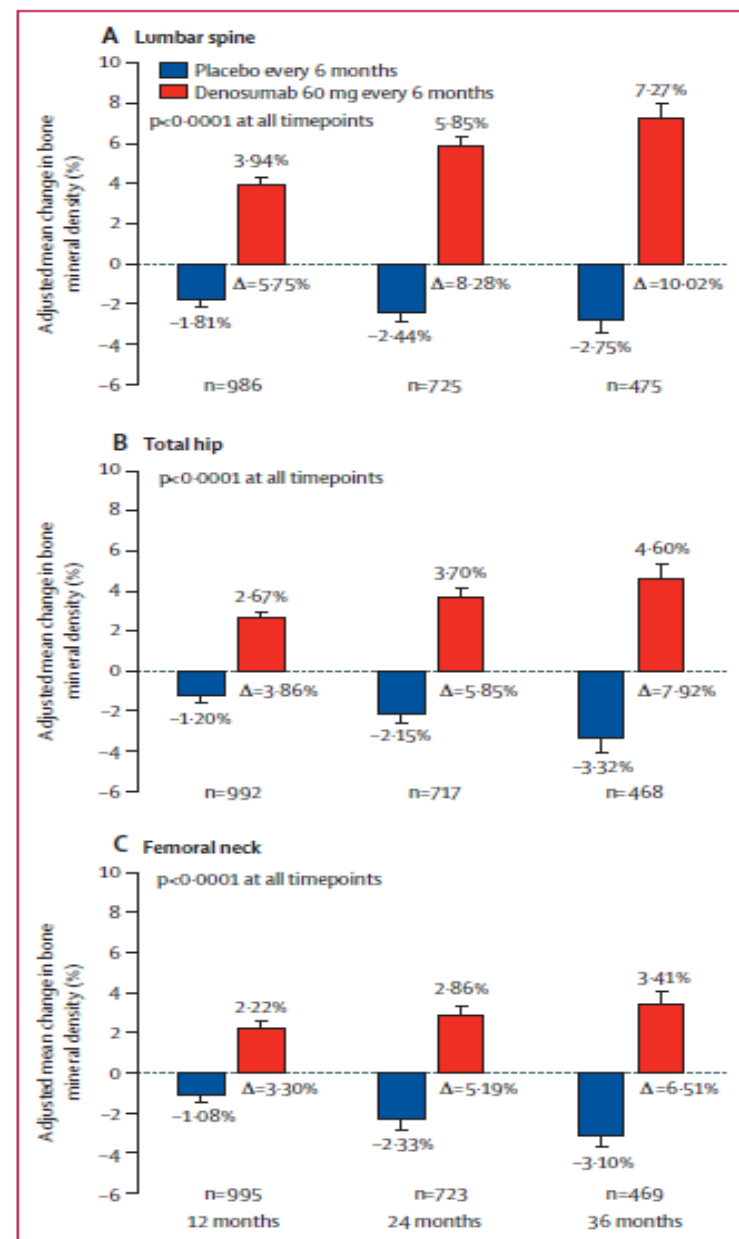 A Lumbar spine
10
8
6
4
2
0
−2
−4
−6
Adjusted mean change in bone
mineral density (%)
Placebo every 6 months
Denosumab 60 mg every 6 months
p<0·0001 at all timepoints
3·94%
5·85%
7·27%
Δ=5·75%
Δ=8·28%
Δ=10·02%
−1·81%
−2·44%
−2·75%
n=986
n=725
n=475
B Total hip
10
8
6
4
2
0
−2
−4
−6
Adjusted mean change in bone
mineral density (%)
p<0·0001 at all timepoints
2·67%
3·70%
4·60%
Δ=3·86%
Δ=5·85%
Δ=7·92%
−1·20%
−2·15%
−3·32%
n=992
n=717
n=468
C Femoral neck
10
8
6
4
2
0
−2
−4
−6
Adjusted mean change in bone
mineral density (%)
p<0·0001 at all timepoints
2·22%
2·86%
3·41%
Δ=3·30%
Δ=5·19%
Δ=6·51%
−1·08%
−2·33%
−3·10%
n=995
n=723
n=469
12 months
24 months
36 months